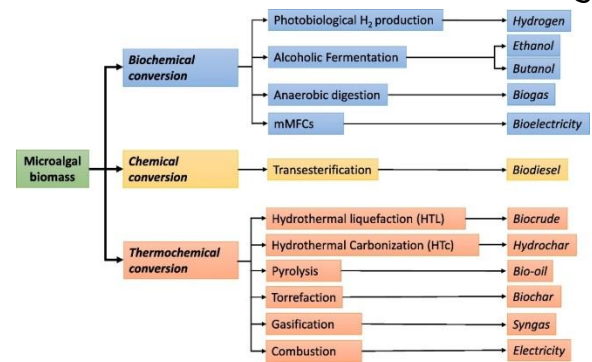 Photobiological H₂ production
Hydrogen
Biochemical
conversion
Alcoholic Fermentation
Ethanol
Butanol
Anaerobic digestion
Biogas
mMFCs
Bioelectricity
Microalgal
biomass
Chemical
conversion
Transesterification
Biodiesel
Thermochemical
conversion
Hydrothermal liquefaction (HTL)
Biocrude
Hydrothermal Carbonization (HTc)
Hydrochar
Pyrolysis
Bio-oil
Torrefaction
Biochar
Gasification
Syngas
Combustion
Electricity